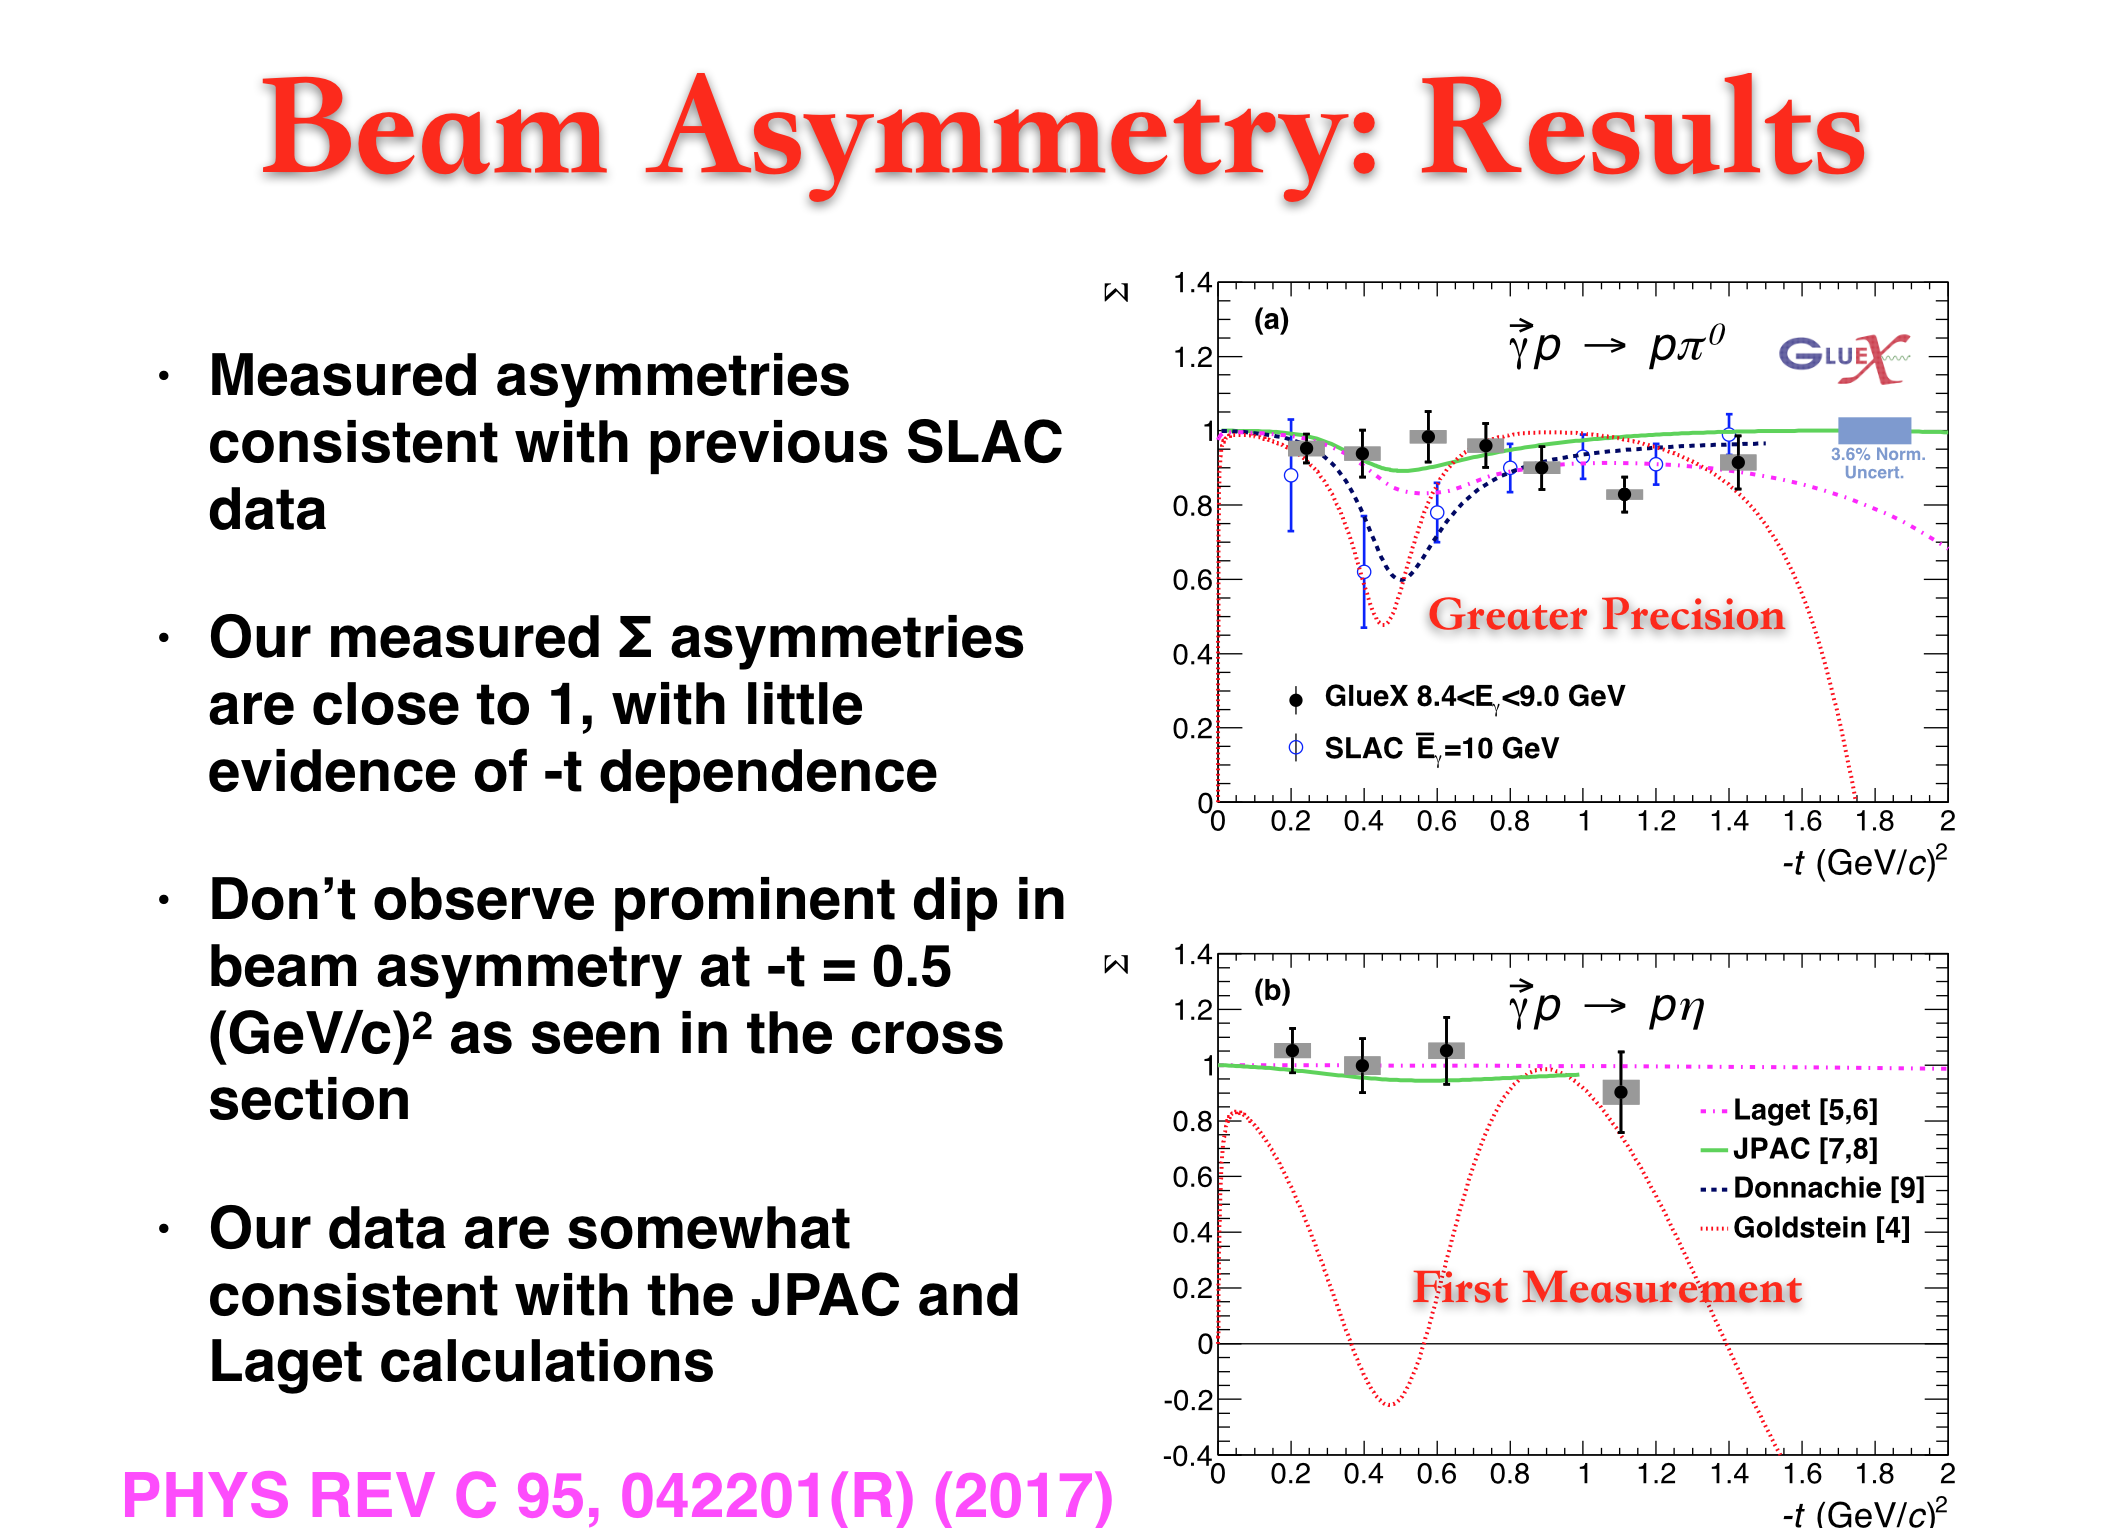 Beam Asymmetry: Results
• Measured asymmetries
consistent with previous SLAC
data
• Our measured Σ asymmetries
are close to 1, with little
evidence of -t dependence
• Don’t observe prominent dip in
beam asymmetry at -t = 0.5
(GeV/c)² as seen in the cross
section
• Our data are somewhat
consistent with the JPAC and
Laget calculations
PHYS REV C 95, 042201(R) (2017)
Σ
(a)
γ⃗p → pπ⁰
GLUEX
3.6% Norm.
Uncert.
Greater Precision
GlueX 8.4<Eγ<9.0 GeV
SLAC E̅γ=10 GeV
1.4
1.2
1
0.8
0.6
0.4
0.2
0
0 0.2 0.4 0.6 0.8 1 1.2 1.4 1.6 1.8 2
-t (GeV/c)²
Σ
(b)
γ⃗p → pη
Laget [5,6]
JPAC [7,8]
Donnachie [9]
Goldstein [4]
First Measurement
1.4
1.2
1
0.8
0.6
0.4
0.2
0
-0.2
-0.4
0 0.2 0.4 0.6 0.8 1 1.2 1.4 1.6 1.8 2
-t (GeV/c)²